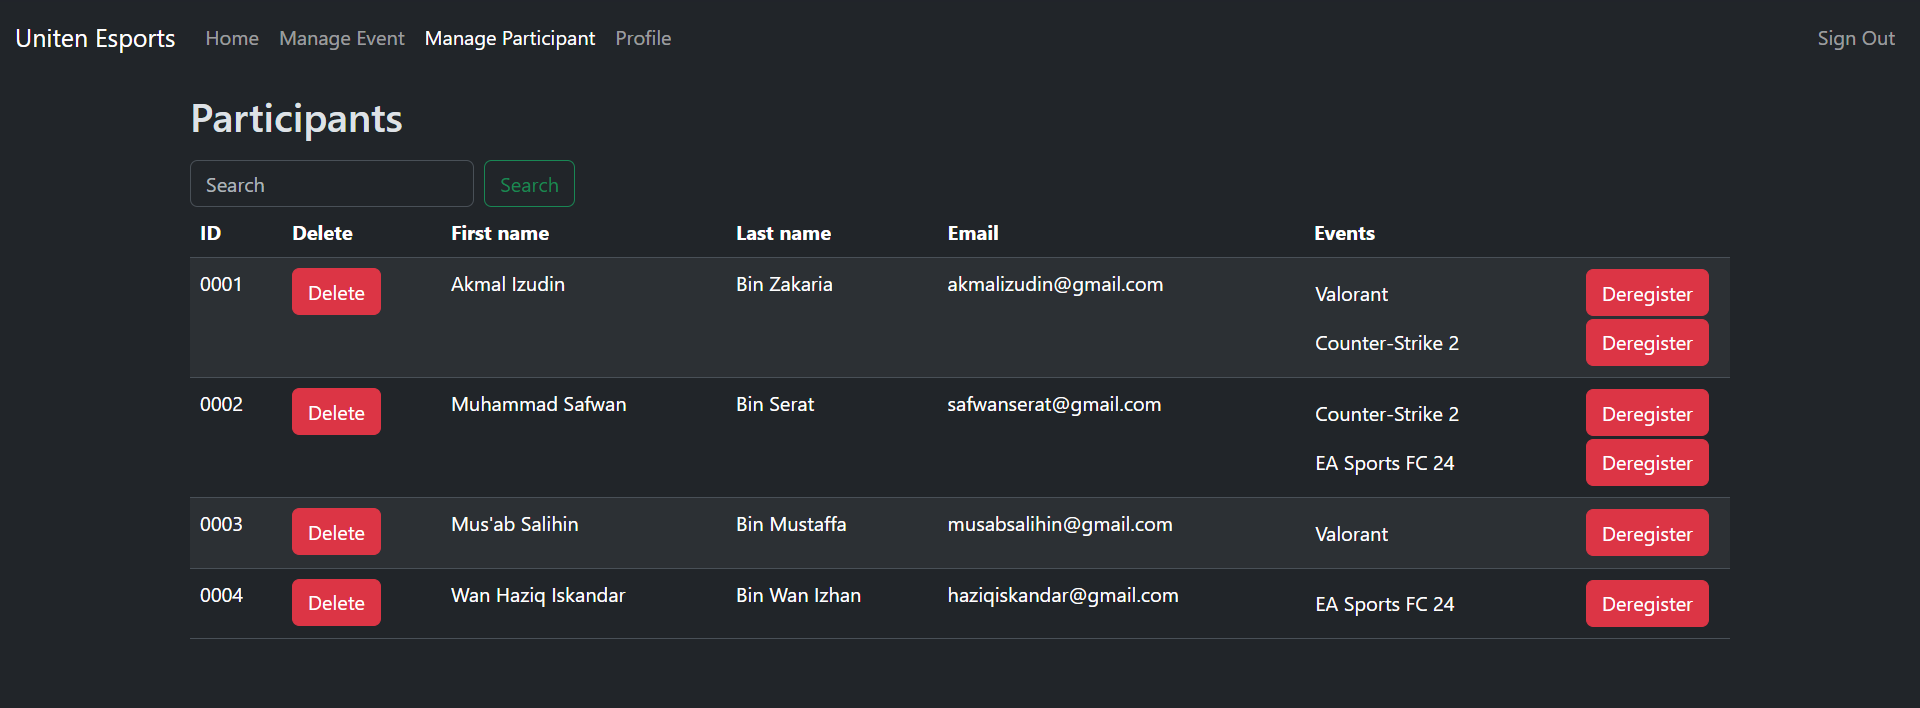 Uniten Esports Home Manage Event Manage Participant Profile Sign Out
Participants
Search Search
ID Delete First name Last name Email Events
0001 Delete Akmal Izudin Bin Zakaria akmalizudin@gmail.com Valorant Deregister
Counter-Strike 2 Deregister
0002 Delete Muhammad Safwan Bin Serat safwanserat@gmail.com Counter-Strike 2 Deregister
EA Sports FC 24 Deregister
0003 Delete Mus'ab Salihin Bin Mustaffa musabsalihin@gmail.com Valorant Deregister
0004 Delete Wan Haziq Iskandar Bin Wan Izhan haziqiskandar@gmail.com EA Sports FC 24 Deregister